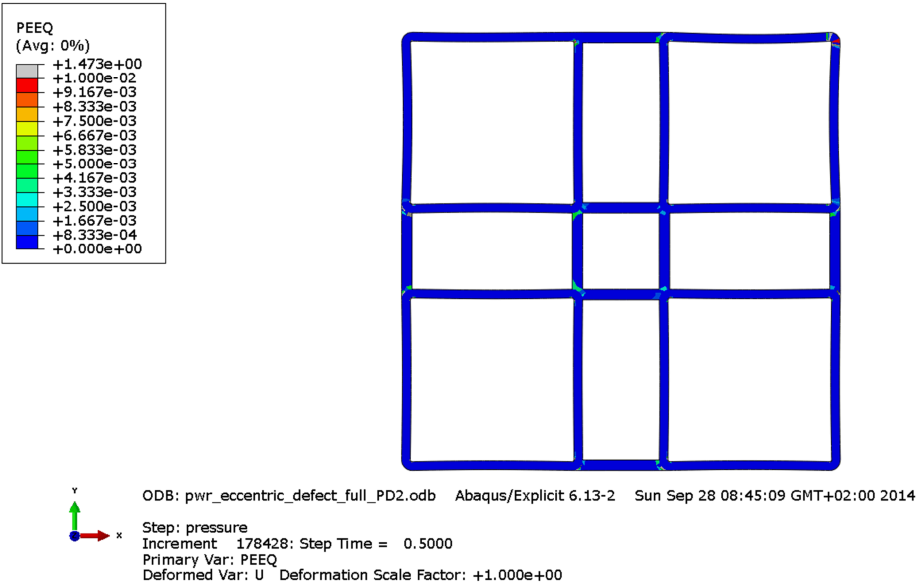 PEEQ
(Avg: 0%)
+1.473e+00
+1.000e-02
+9.167e-03
+8.333e-03
+7.500e-03
+6.667e-03
+5.833e-03
+5.000e-03
+4.167e-03
+3.333e-03
+2.500e-03
+1.667e-03
+8.333e-04
+0.000e+00
Y
X
ODB: pwr_eccentric_defect_full_PD2.odb Abaqus/Explicit 6.13-2 Sun Sep 28 08:45:09 GMT+02:00 2014
Step: pressure
Increment 178428: Step Time = 0.5000
Primary Var: PEEQ
Deformed Var: U Deformation Scale Factor: +1.000e+00